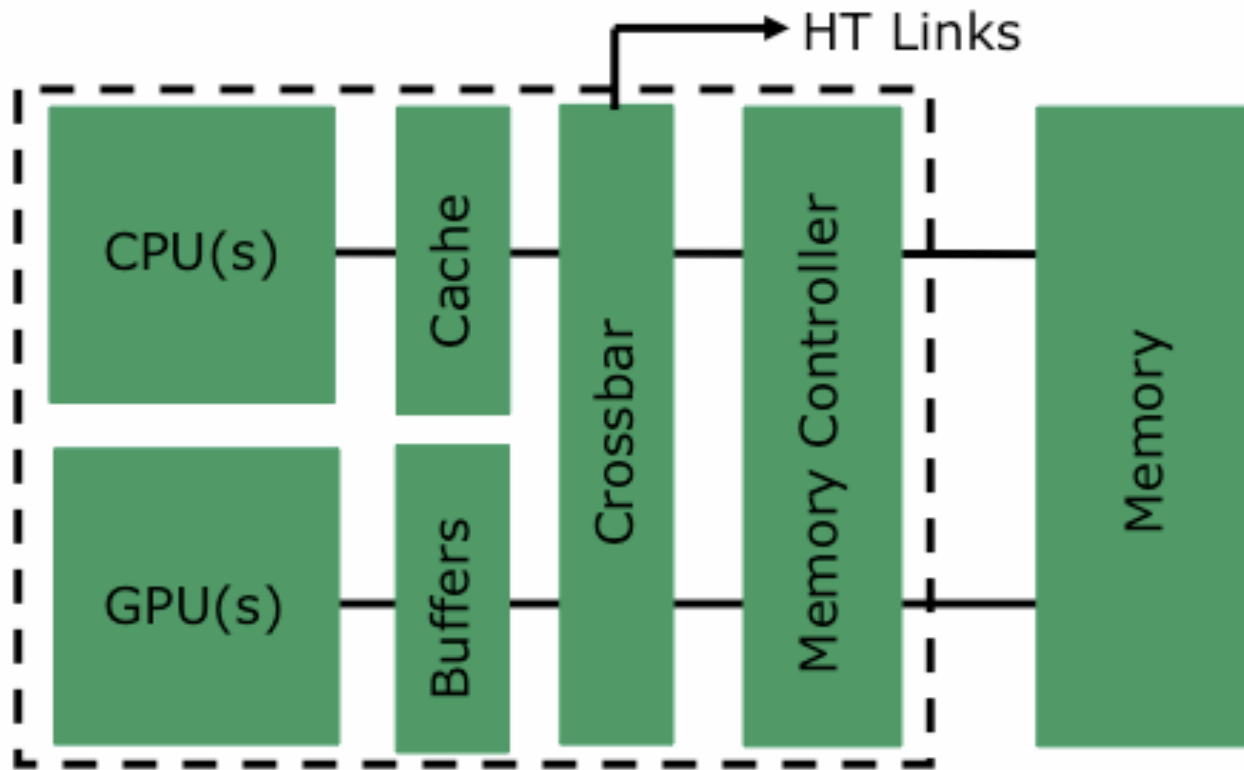 HT Links
CPU(s)
Cache
Crossbar
Memory Controller
Memory
GPU(s)
Buffers